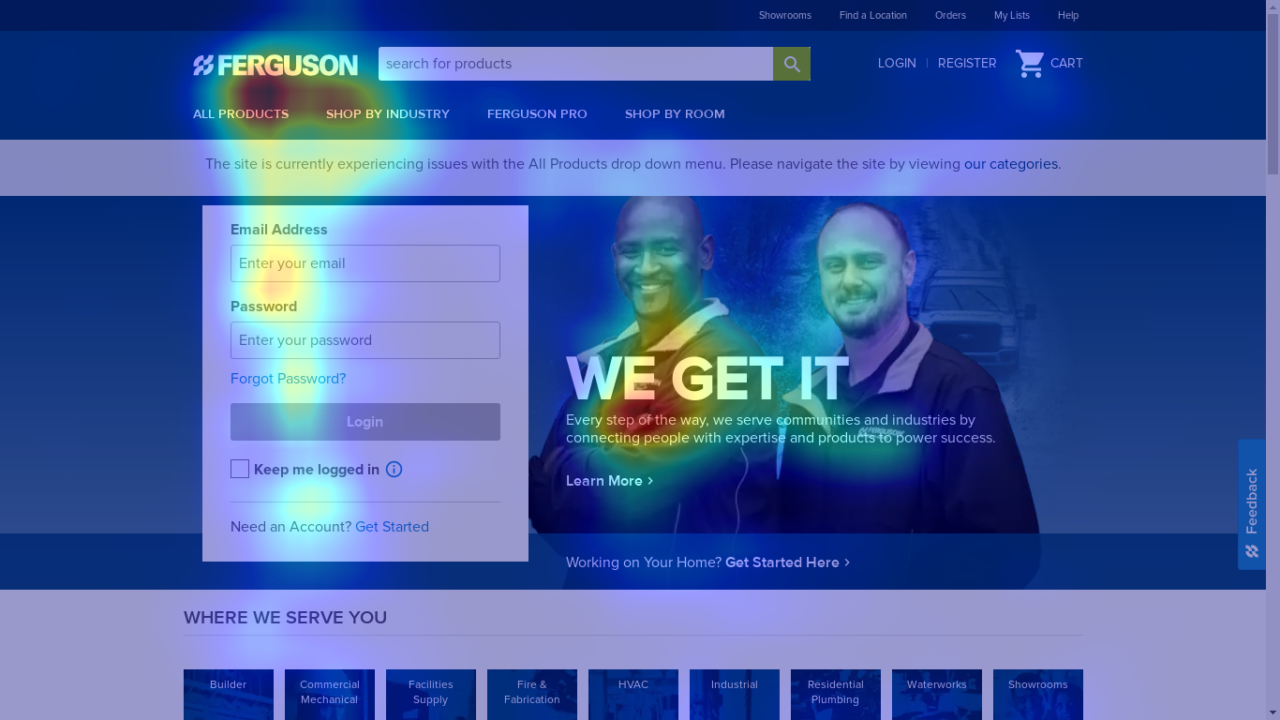 Showrooms Find a Location Orders My Lists Help
FERGUSON
search for products
LOGIN | REGISTER CART
ALL PRODUCTS SHOP BY INDUSTRY FERGUSON PRO SHOP BY ROOM
The site is currently experiencing issues with the All Products drop down menu. Please navigate the site by viewing our categories.
Email Address
Enter your email
Password
Enter your password
Forgot Password?
Login
Keep me logged in
Need an Account? Get Started
WE GET IT
Every step of the way, we serve communities and industries by
connecting people with expertise and products to power success.
Learn More
Working on Your Home? Get Started Here
Feedback
WHERE WE SERVE YOU
Builder
Commercial
Mechanical
Facilities
Supply
Fire &
Fabrication
HVAC
Industrial
Residential
Plumbing
Waterworks
Showrooms